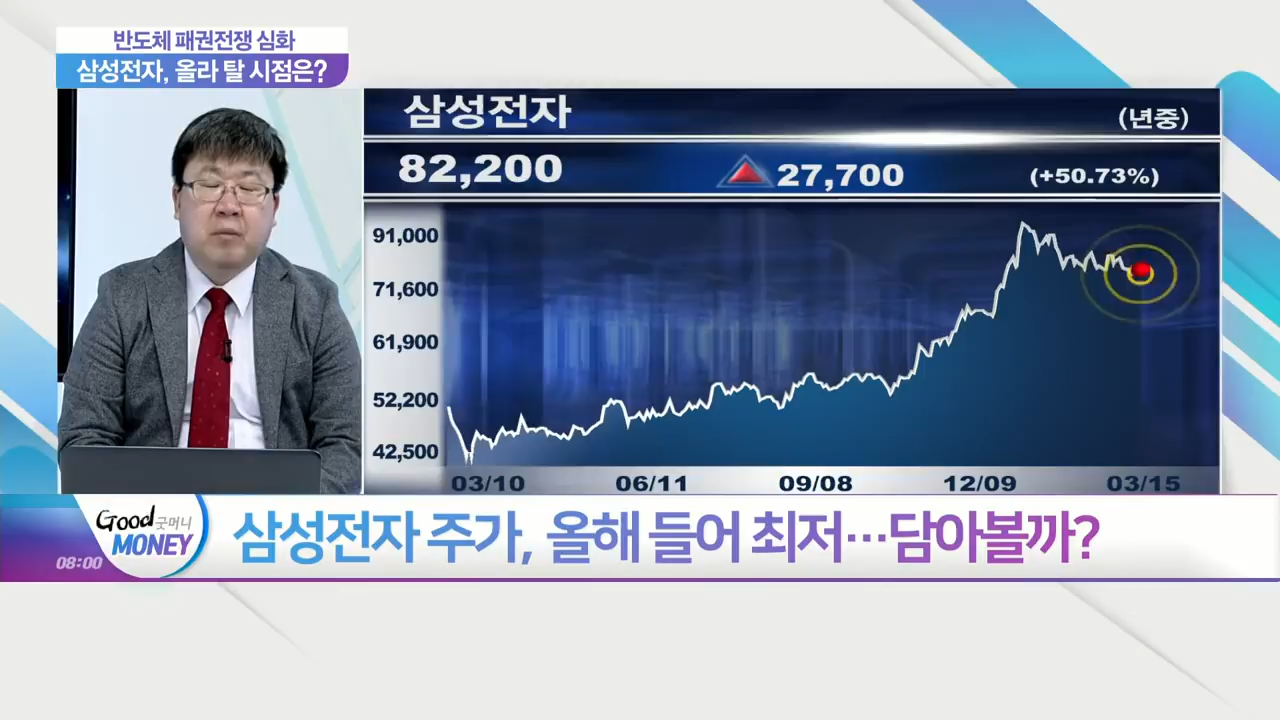 반도체 패권전쟁 심화
삼성전자, 올라 탈 시점은?
삼성전자
(년중)
82,200
27,700
(+50.73%)
91,000
71,600
61,900
52,200
42,500
03/10
06/11
09/08
12/09
03/15
Good 굿머니
MONEY
08:00
삼성전자 주가, 올해 들어 최저…담아볼까?